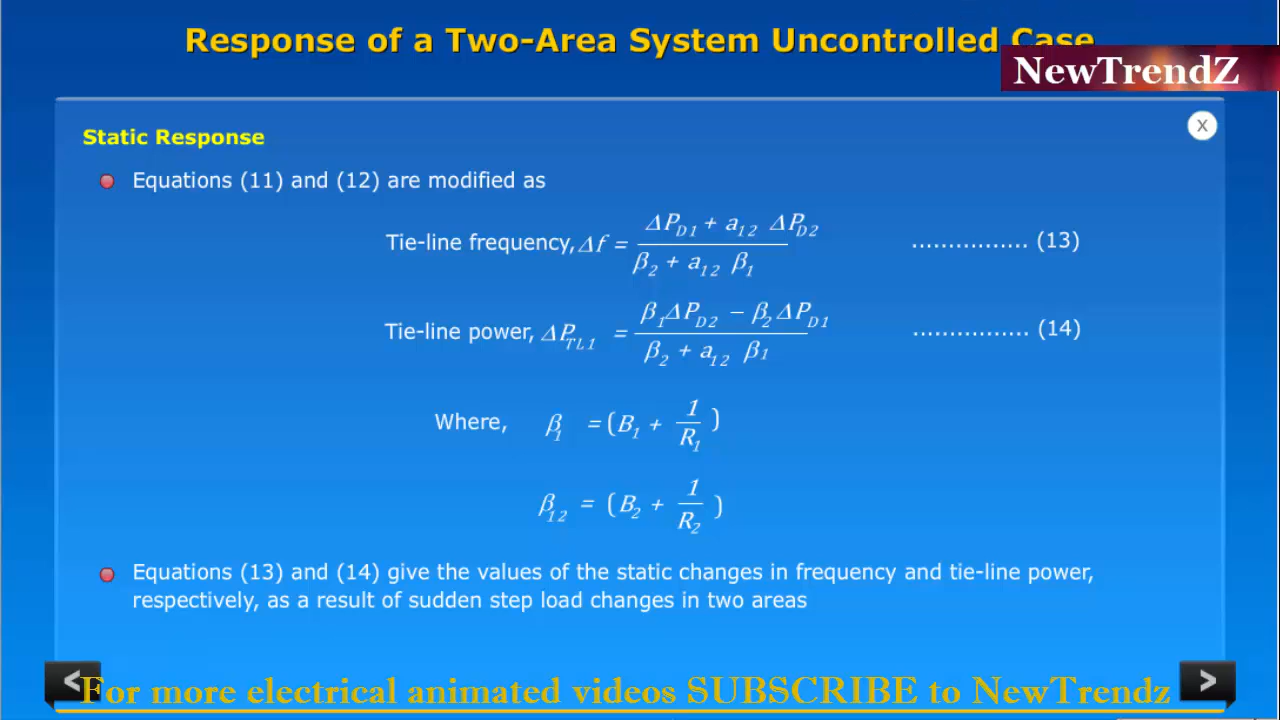 Response of a Two-Area System Uncontrolled Case
NewTrendZ
X
Static Response
Equations (11) and (12) are modified as
Tie-line frequency, Δf = (ΔP_D1 + a_12 ΔP_D2) / (β_2 + a_12 β_1) ................ (13)
Tie-line power, ΔP_TL1 = (β_1 ΔP_D2 − β_2 ΔP_D1) / (β_2 + a_12 β_1) ................ (14)
Where, β_1 = (B_1 + 1/R_1)
β_12 = (B_2 + 1/R_2)
Equations (13) and (14) give the values of the static changes in frequency and tie-line power,
respectively, as a result of sudden step load changes in two areas
< For more electrical animated videos SUBSCRIBE to NewTrendz >